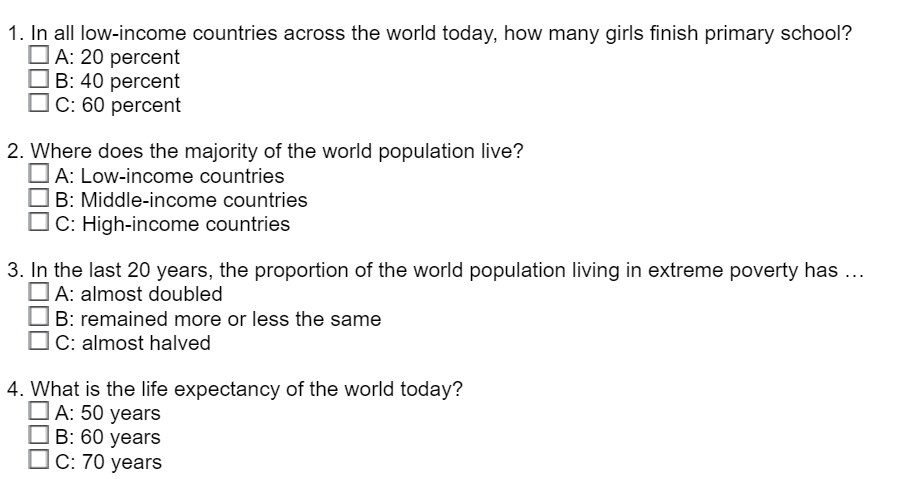 1. In all low-income countries across the world today, how many girls finish primary school?
A: 20 percent
B: 40 percent
C: 60 percent
2. Where does the majority of the world population live?
A: Low-income countries
B: Middle-income countries
C: High-income countries
3. In the last 20 years, the proportion of the world population living in extreme poverty has …
A: almost doubled
B: remained more or less the same
C: almost halved
4. What is the life expectancy of the world today?
A: 50 years
B: 60 years
C: 70 years